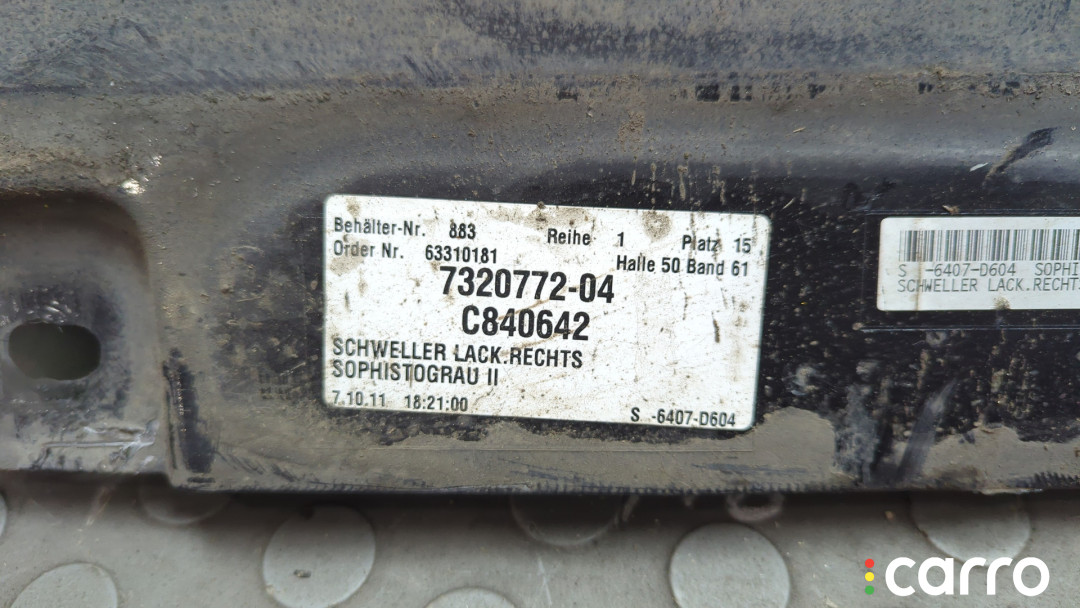 Behälter-Nr. 883 Reihe 1 Platz 15
Order Nr. 63310181 Halle 50 Band 61
7320772-04
C840642
SCHWELLER LACK.RECHTS
SOPHISTOGRAU II
7.10.11 18:21:00 S -6407-D604
S -6407-D604 SOPHI
SCHWELLER LACK.RECHTS
carro